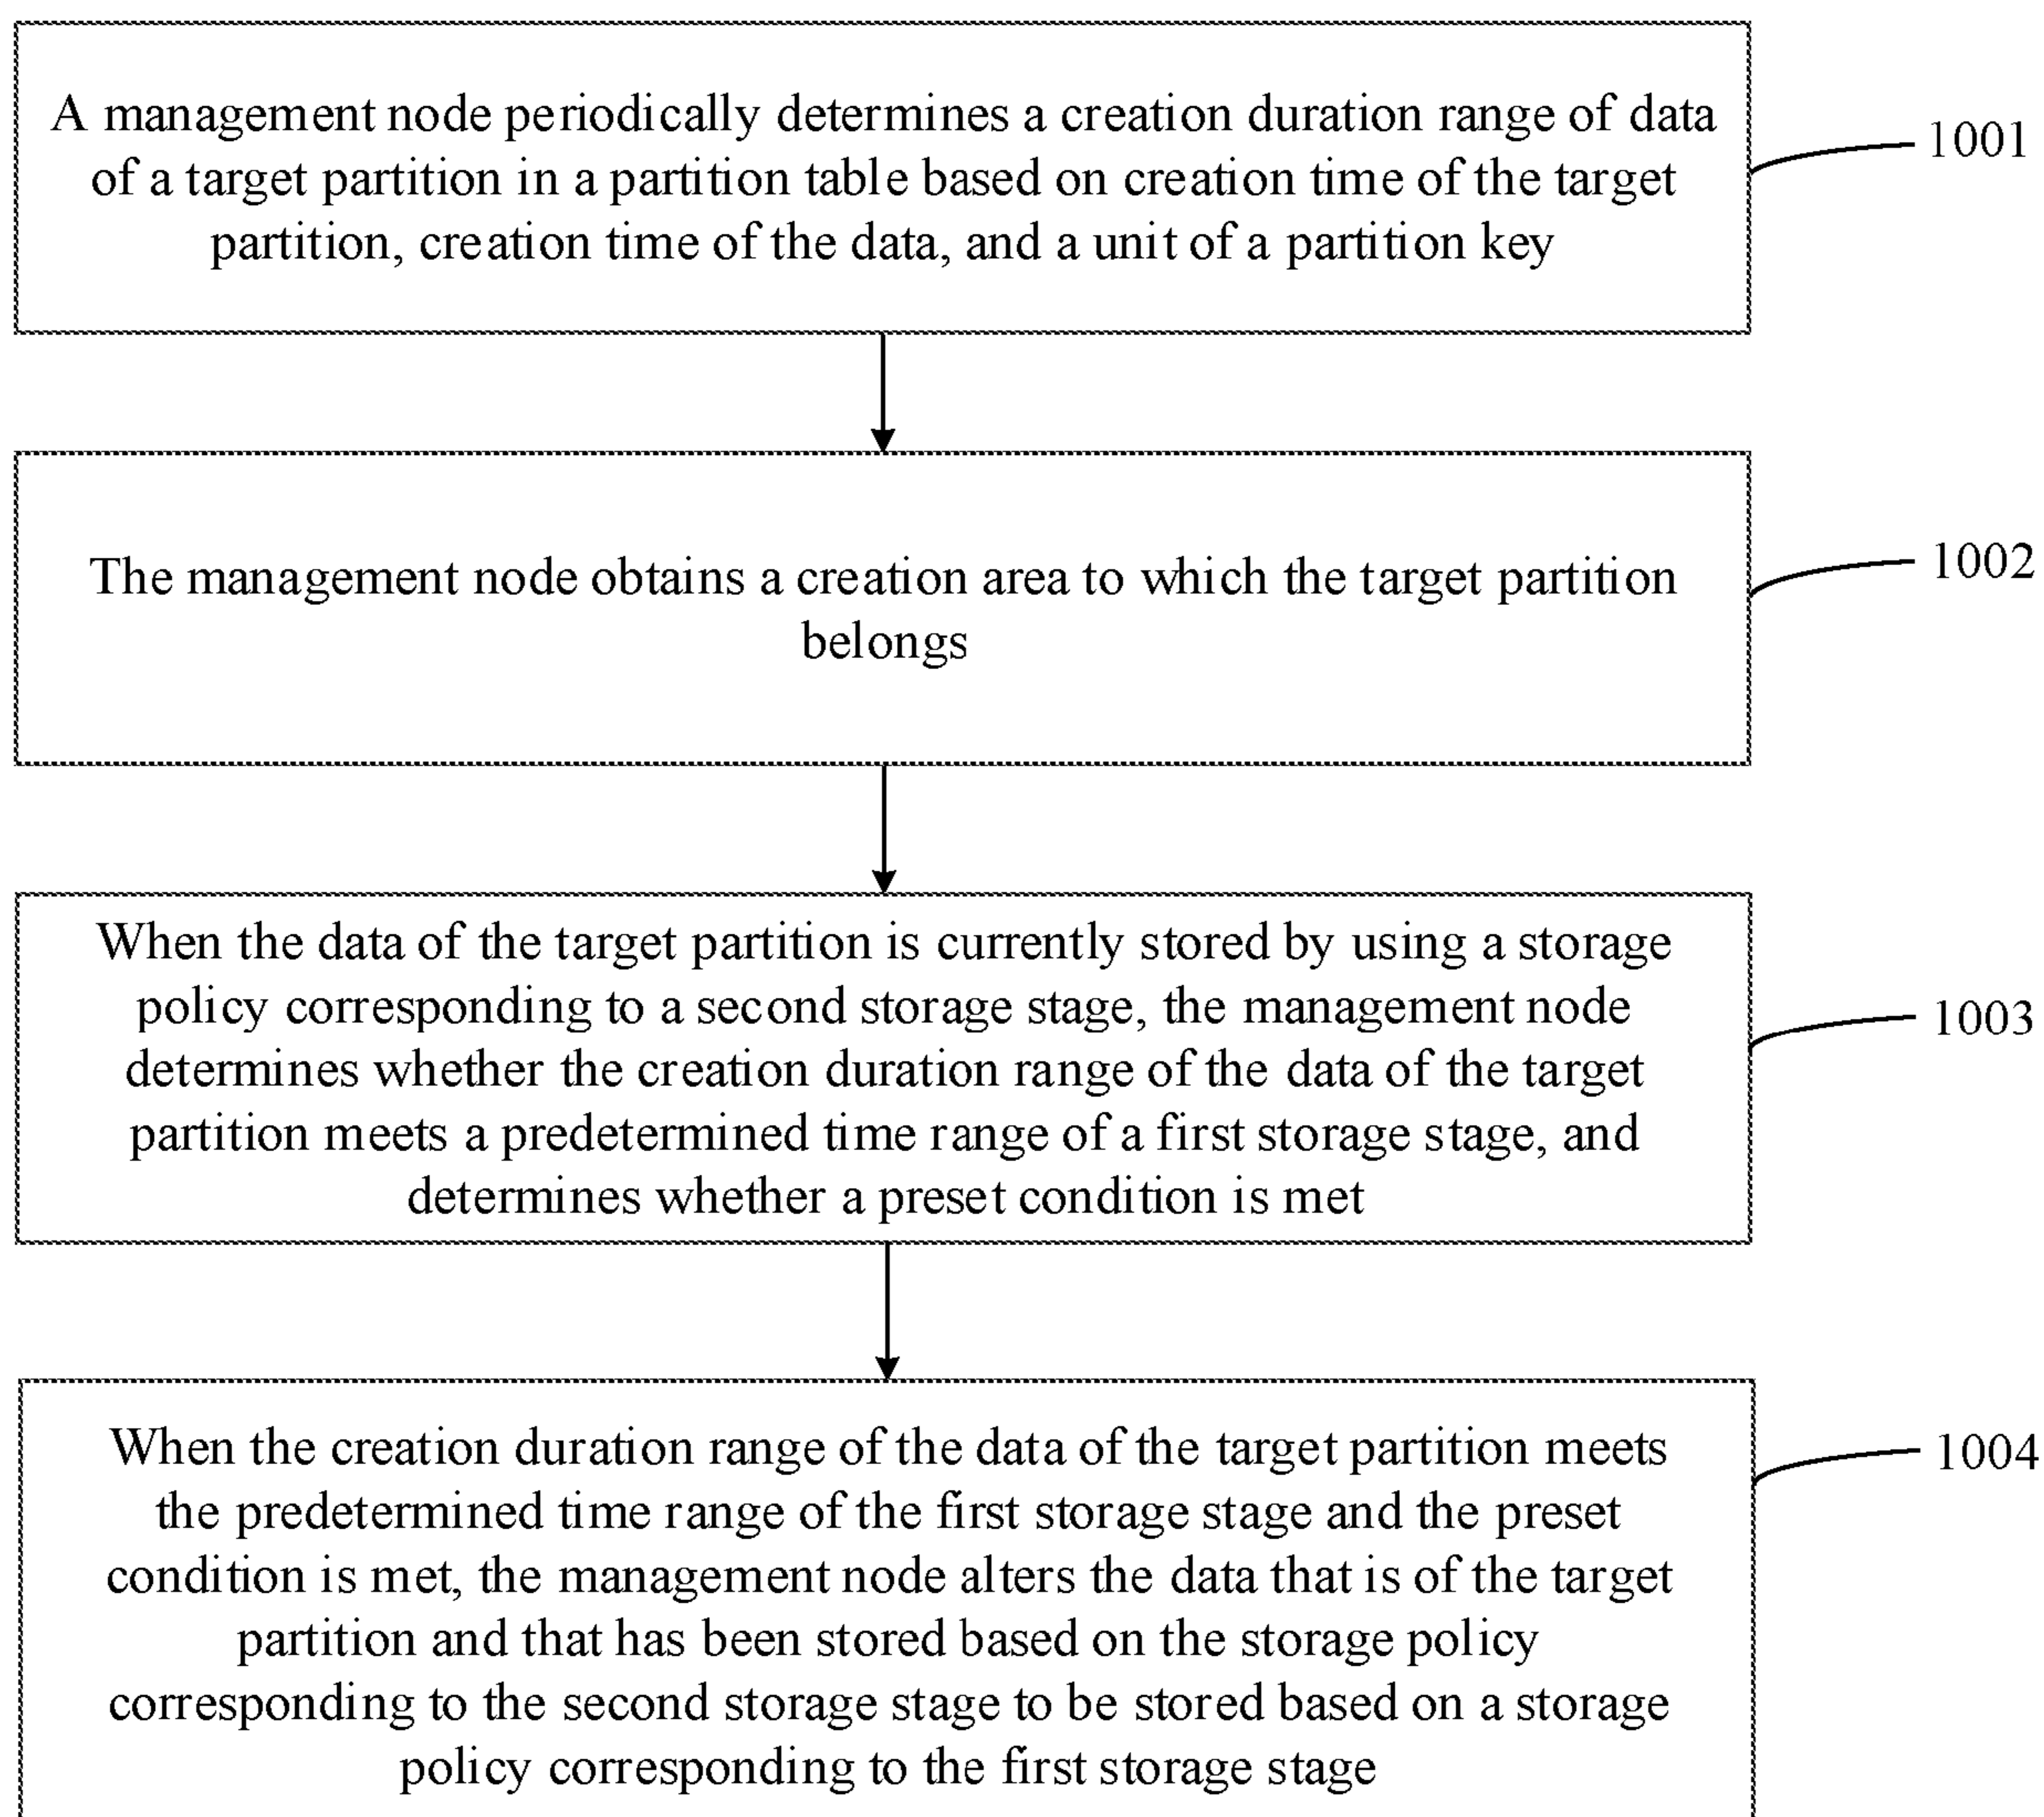 A management node periodically determines a creation duration range of data
of a target partition in a partition table based on creation time of the target
partition, creation time of the data, and a unit of a partition key
1001
The management node obtains a creation area to which the target partition
belongs
1002
When the data of the target partition is currently stored by using a storage
policy corresponding to a second storage stage, the management node
determines whether the creation duration range of the data of the target
partition meets a predetermined time range of a first storage stage, and
determines whether a preset condition is met
1003
When the creation duration range of the data of the target partition meets
the predetermined time range of the first storage stage and the preset
condition is met, the management node alters the data that is of the target
partition and that has been stored based on the storage policy
corresponding to the second storage stage to be stored based on a storage
policy corresponding to the first storage stage
1004